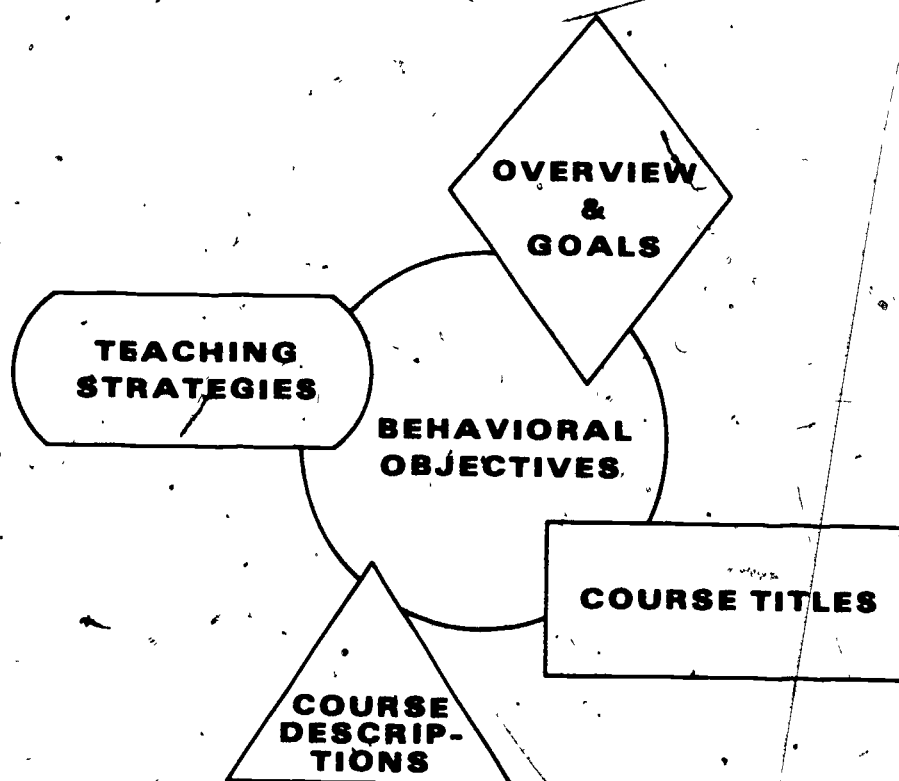 OVERVIEW
&
GOALS
TEACHING
STRATEGIES
BEHAVIORAL
OBJECTIVES
COURSE TITLES
COURSE
DESCRIP-
TIONS